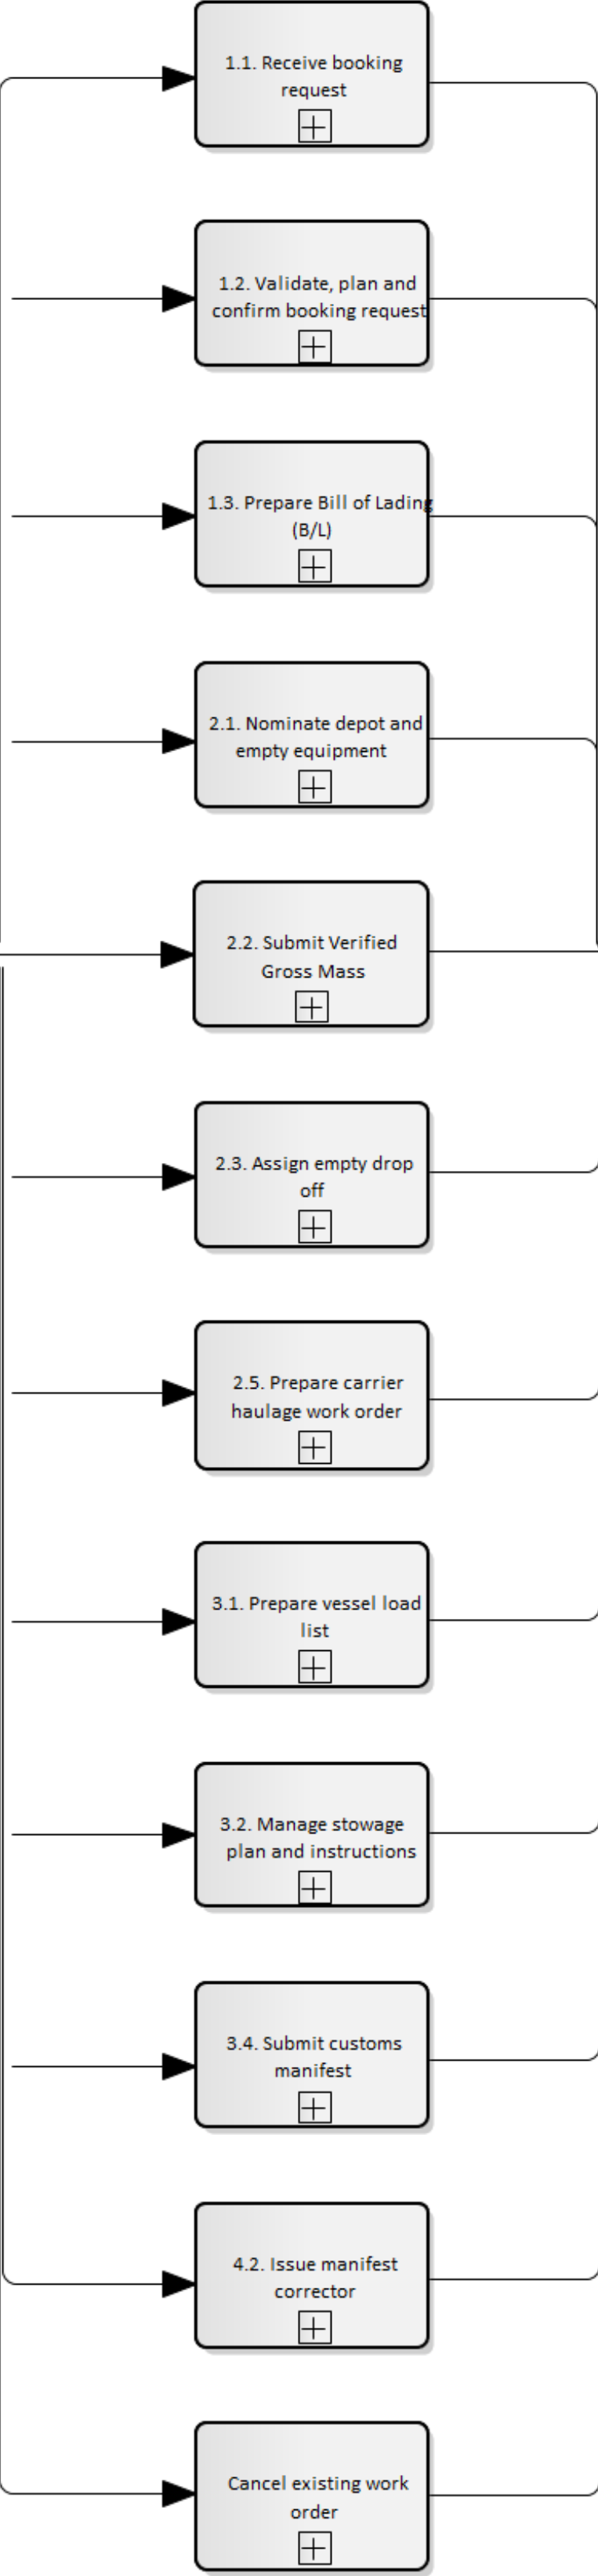 1.1. Receive booking
request
1.2. Validate, plan and
confirm booking request
1.3. Prepare Bill of Lading
(B/L)
2.1. Nominate depot and
empty equipment
2.2. Submit Verified
Gross Mass
2.3. Assign empty drop
off
2.5. Prepare carrier
haulage work order
3.1. Prepare vessel load
list
3.2. Manage stowage
plan and instructions
3.4. Submit customs
manifest
4.2. Issue manifest
corrector
Cancel existing work
order